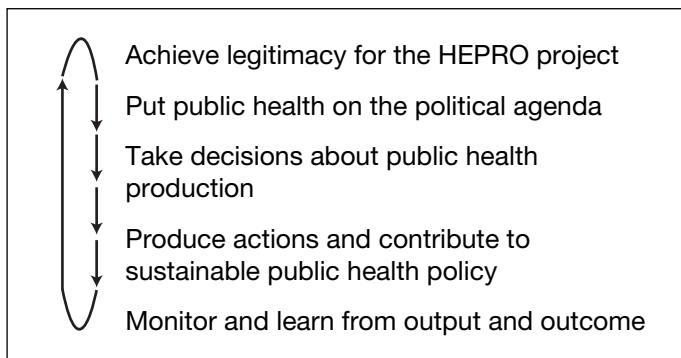 Achieve legitimacy for the HEPRO project
Put public health on the political agenda
Take decisions about public health
production
Produce actions and contribute to
sustainable public health policy
Monitor and learn from output and outcome